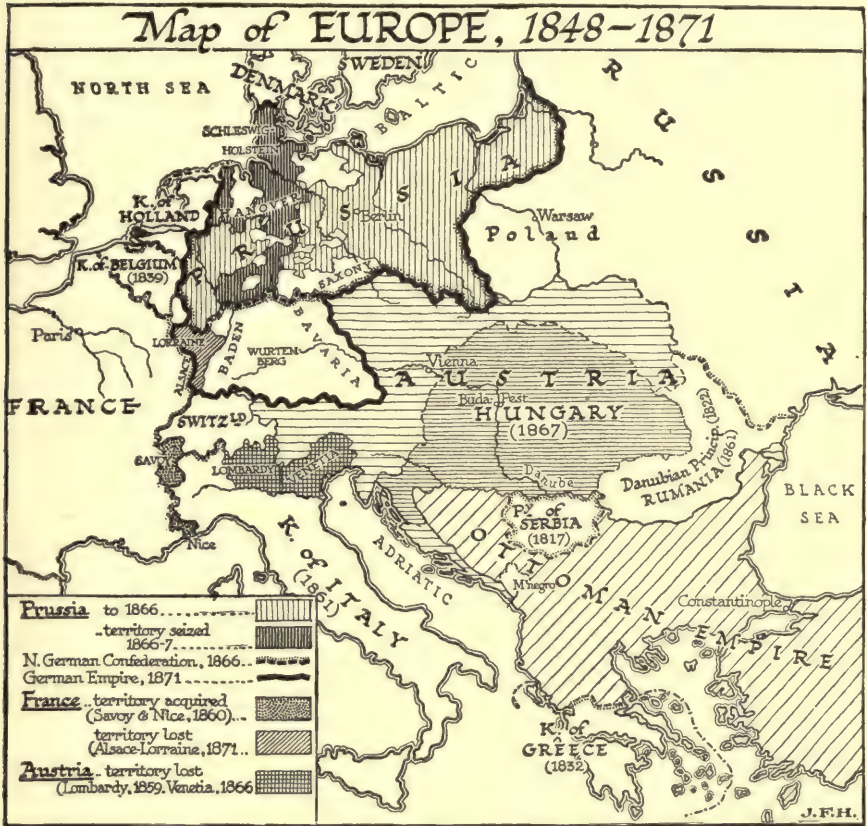 Map of EUROPE, 1848–1871
NORTH SEA
DENMARK
SWEDEN
BALTIC
RUSSIA
SCHLESWIG-
HOLSTEIN
K. of
HOLLAND
HANOVER
PRUSSIA
Berlin
Warsaw
Poland
K. of BELGIUM
(1839)
SAXONY
Paris
LORRAINE
ALSACE
BADEN
WURTEM
BERG
BAVARIA
Vienna
AUSTRIA
FRANCE
Buda-Pest
HUNGARY
(1867)
SWITZLD
SAVOY
LOMBARDY
VENETIA
Danube
Danubian Princip. (1822)
RUMANIA (1861)
BLACK
SEA
Py of
SERBIA
(1817)
Nice
K. of ITALY
(1861)
ADRIATIC
OTTOMAN EMPIRE
M'negro
Constantinople
K. of
GREECE
(1832)
Prussia to 1866
..territory seized
1866-7
N. German Confederation, 1866
German Empire, 1871
France ..territory acquired
(Savoy & Nice, 1860)
territory lost
(Alsace-Lorraine, 1871
Austria .. territory lost
(Lombardy, 1859. Venetia, 1866
J.F.H.